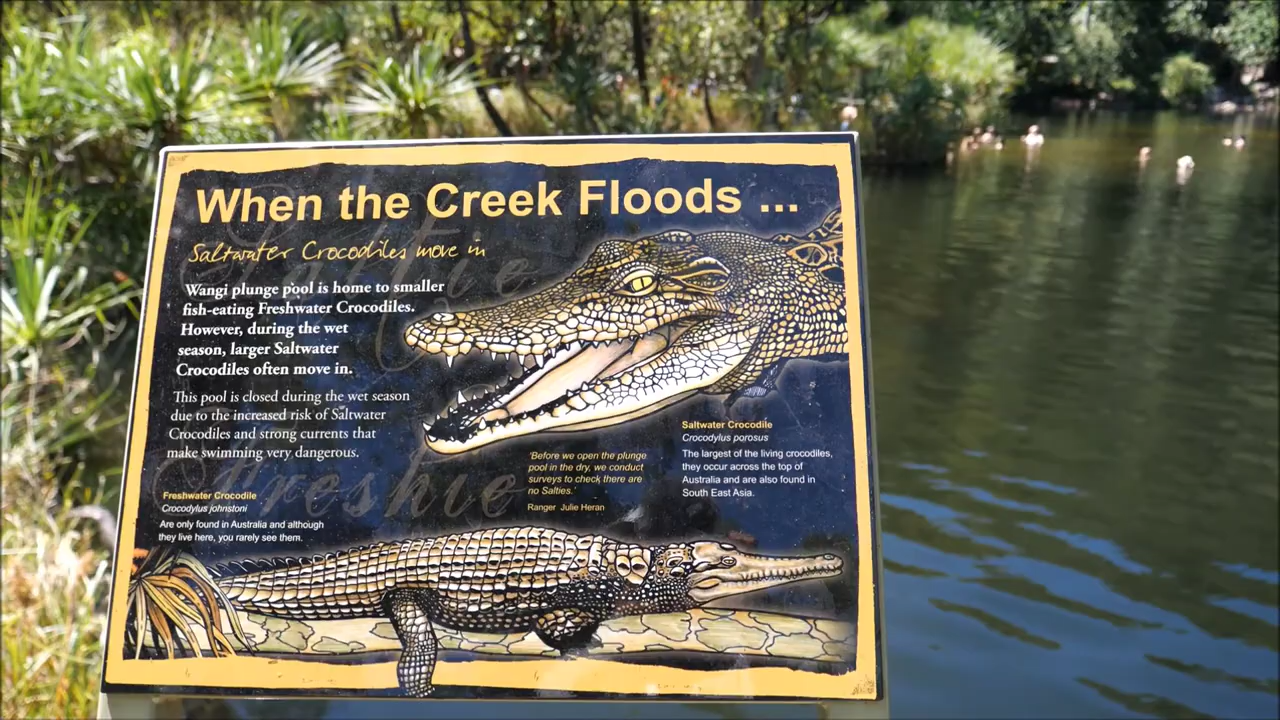 When the Creek Floods ...
Saltwater Crocodiles move in
Saltie
Wangi plunge pool is home to smaller
fish-eating Freshwater Crocodiles.
However, during the wet
season, larger Saltwater
Crocodiles often move in.
This pool is closed during the wet season
due to the increased risk of Saltwater
Crocodiles and strong currents that
make swimming very dangerous.
Saltwater Crocodile
Crocodylus porosus
The largest of the living crocodiles,
they occur across the top of
Australia and are also found in
South East Asia.
'Before we open the plunge
pool in the dry, we conduct
surveys to check there are
no Salties.'
Ranger Julie Heran
Freshie
Freshwater Crocodile
Crocodylus johnstoni
Are only found in Australia and although
they live here, you rarely see them.